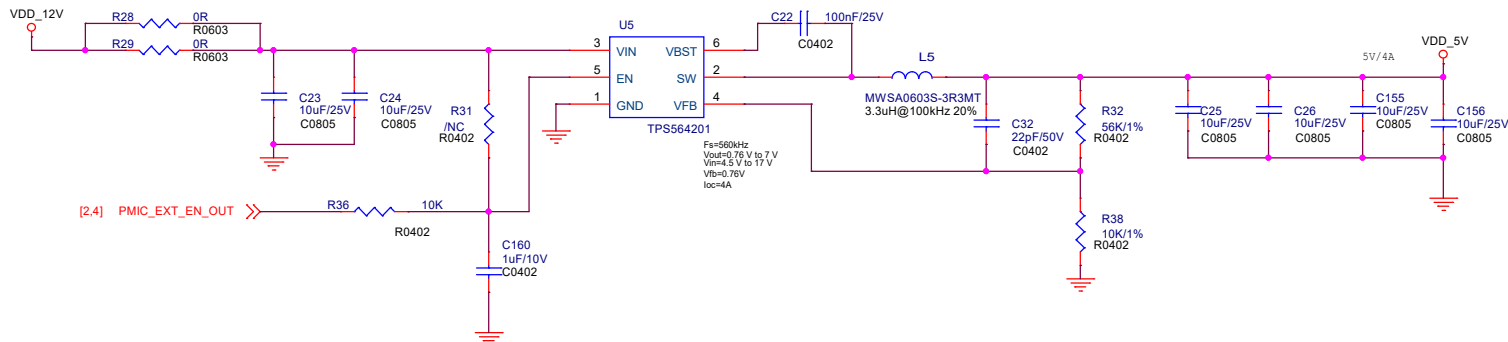 VDD_12V
R28
0R
R0603
R29
0R
R0603
C23
10uF/25V
C0805
C24
10uF/25V
C0805
R31
/NC
R0402
[2,4] PMIC_EXT_EN_OUT
R36
10K
R0402
C160
1uF/10V
C0402
U5
3 VIN VBST 6
5 EN SW 2
1 GND VFB 4
TPS564201
Fs=560kHz
Vout=0.76 V to 7 V
Vin=4.5 V to 17 V
Vfb=0.76V
Ioc=4A
C22
100nF/25V
C0402
L5
MWSA0603S-3R3MT
3.3uH@100kHz 20%
C32
22pF/50V
C0402
R32
56K/1%
R0402
R38
10K/1%
R0402
C25
10uF/25V
C0805
C26
10uF/25V
C0805
C155
10uF/25V
C0805
C156
10uF/25V
C0805
5V/4A
VDD_5V